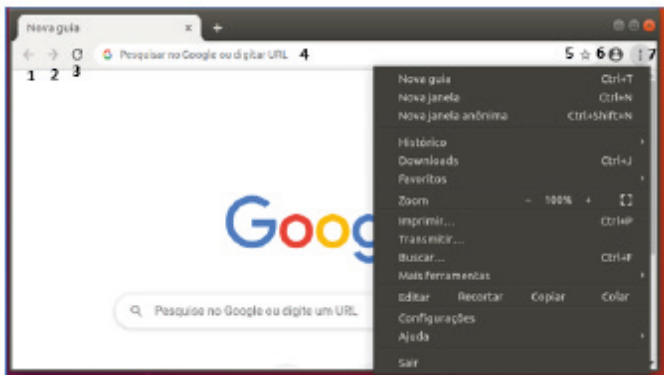 Nova guia
Pesquisar no Google ou digitar URL 4 5 6 7
1 2 3
Nova guia Ctrl+T
Nova janela Ctrl+N
Nova janela anônima Ctrl+Shift+N
Histórico
Downloads Ctrl+J
Favoritos
Zoom - 100% +
Imprimir... Ctrl+P
Transmitir...
Buscar... Ctrl+F
Mais ferramentas
Editar Recortar Copiar Colar
Configurações
Ajuda
Sair
Goog
Pesquise no Google ou digite um URL